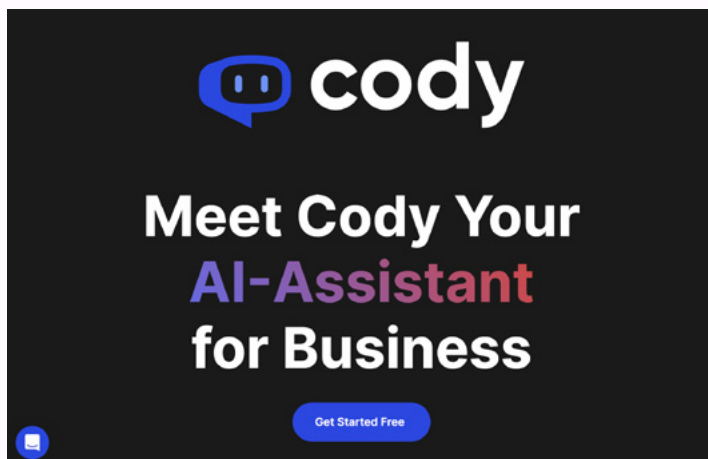 cody
Meet Cody Your
AI-Assistant
for Business
Get Started Free